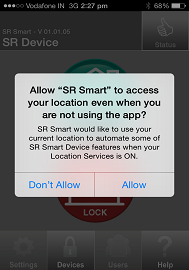 Vodafone IN 3G 2:27 pm 68%
SR Smart - V 01.01.05
SR Device
Status
Allow “SR Smart” to access
your location even when you
are not using the app?
SR Smart would like to use your
current location to automate some of
SR Smart Device features when your
Location Services is ON.
Don't Allow Allow
LOCK
Settings Devices Users Help